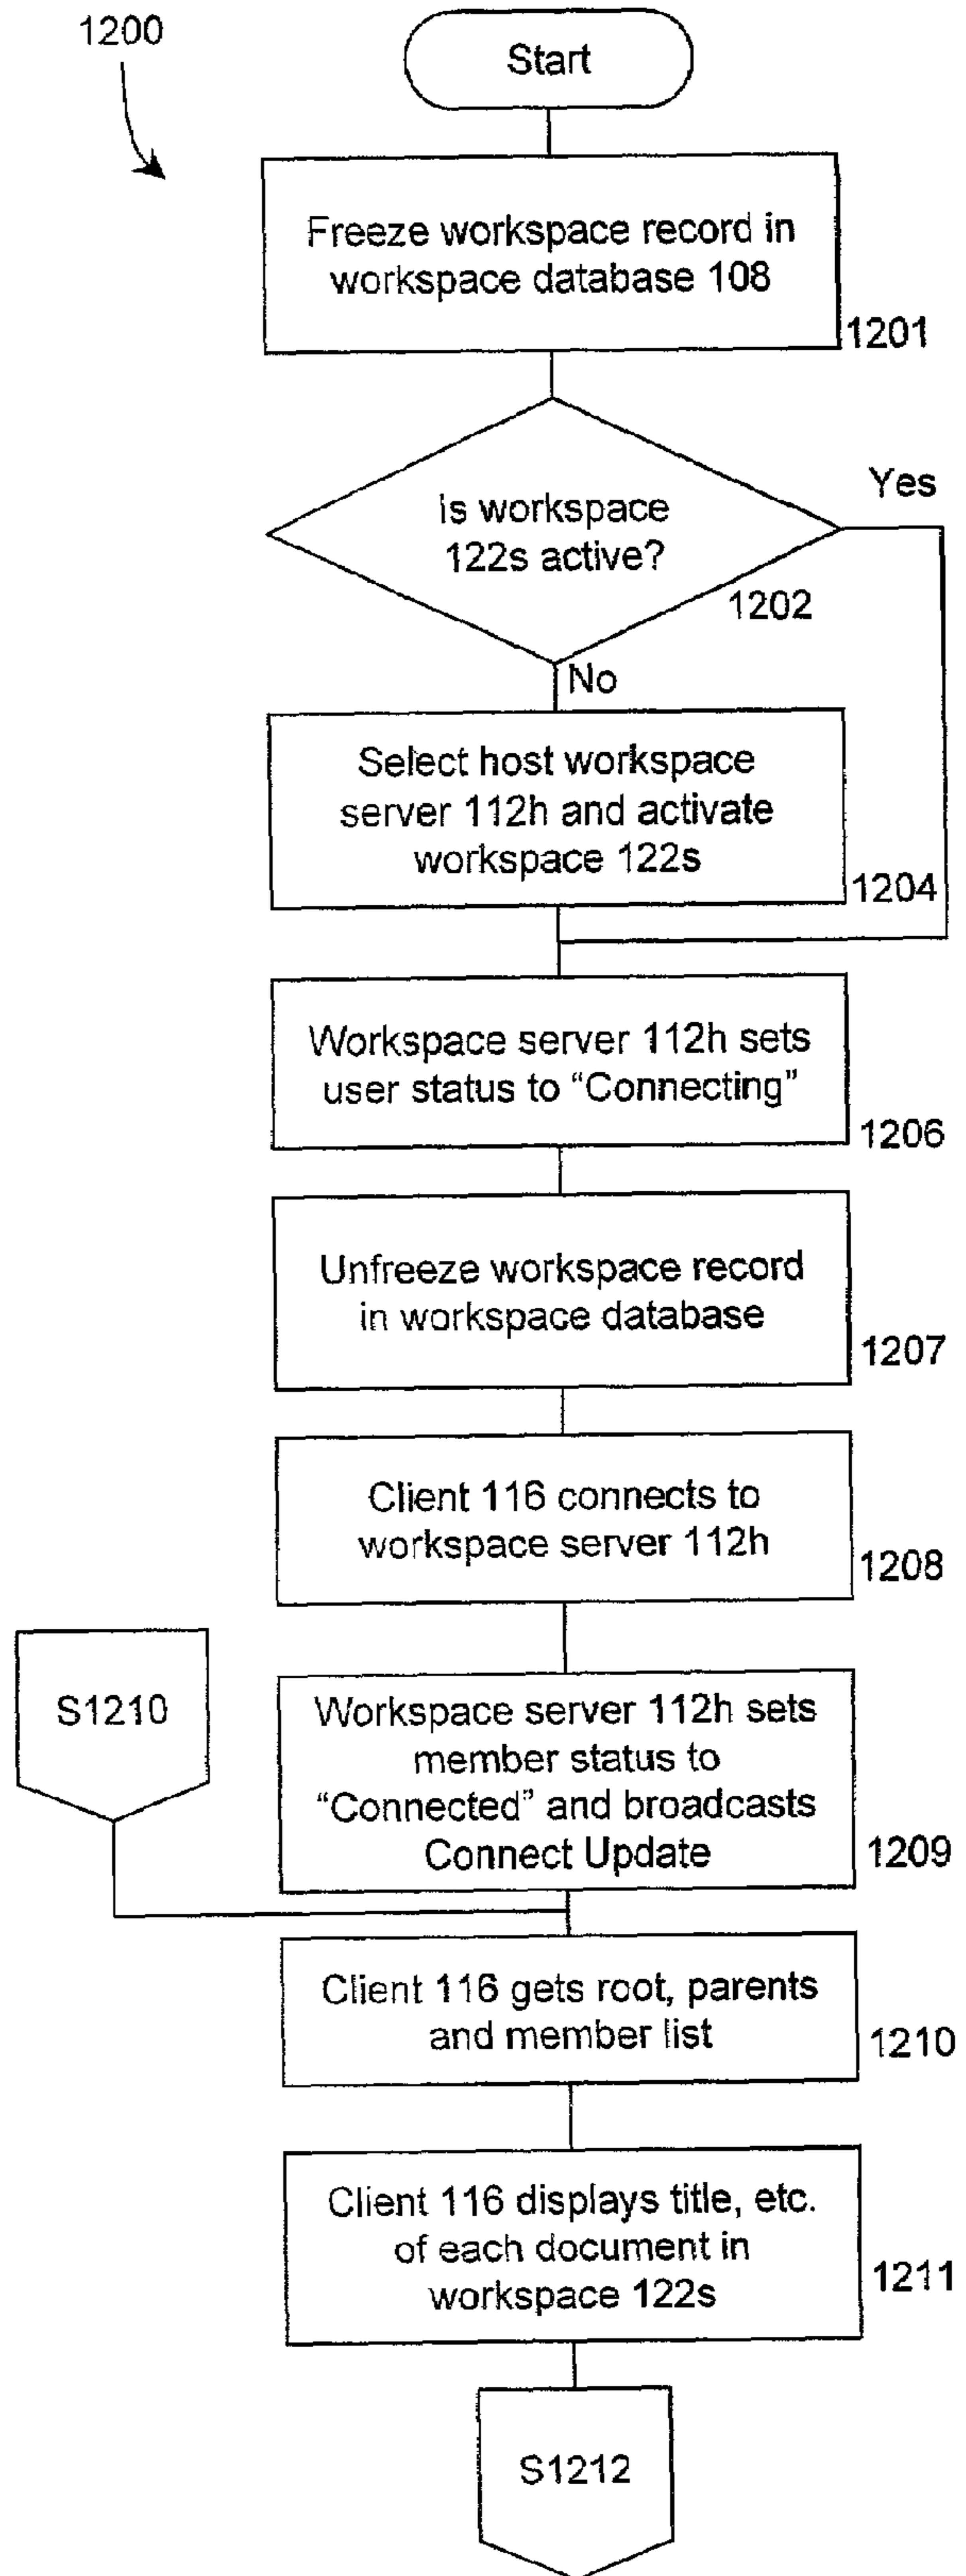 1200
Start
Freeze workspace record in
workspace database 108
1201
Is workspace
122s active?
Yes
1202
No
Select host workspace
server 112h and activate
workspace 122s
1204
Workspace server 112h sets
user status to “Connecting”
1206
Unfreeze workspace record
in workspace database
1207
Client 116 connects to
workspace server 112h
1208
S1210
Workspace server 112h sets
member status to
“Connected” and broadcasts
Connect Update
1209
Client 116 gets root, parents
and member list
1210
Client 116 displays title, etc.
of each document in
workspace 122s
1211
S1212